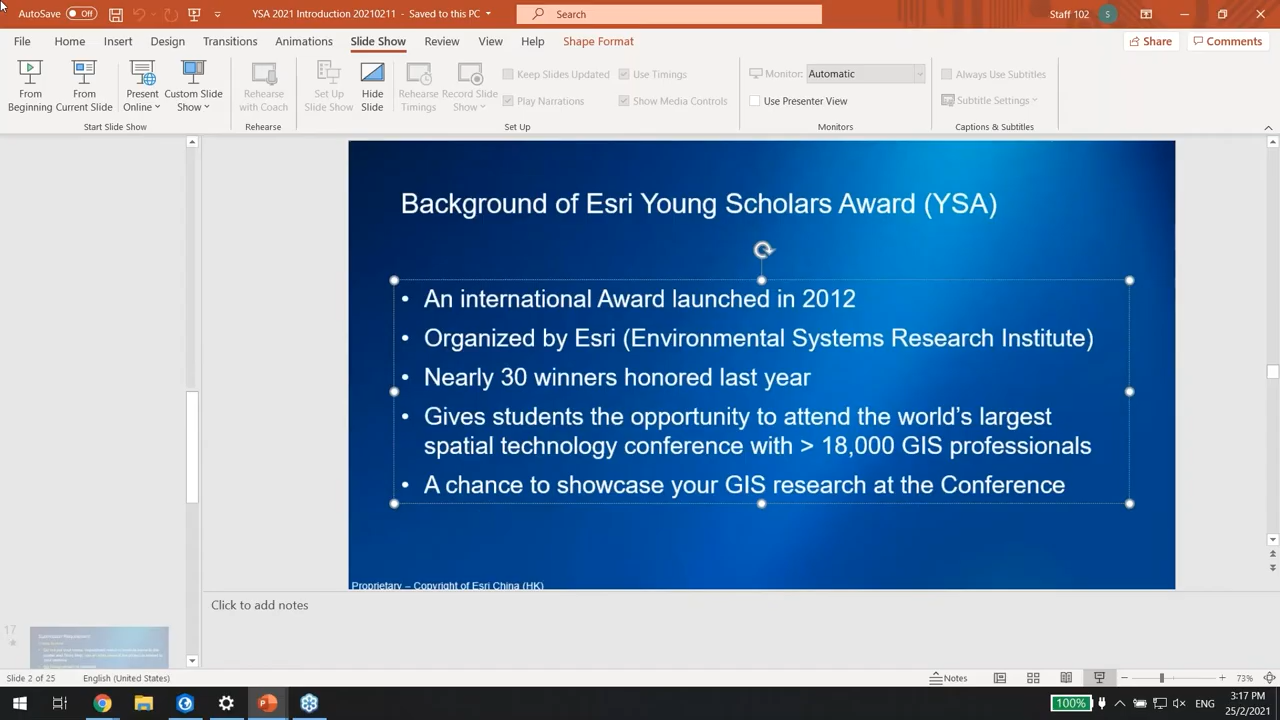 AutoSave Off YSA 2021 Introduction 20210211 - Saved to this PC Search Staff 102 S
File Home Insert Design Transitions Animations Slide Show Review View Help Shape Format Share Comments
From Beginning
From Current Slide
Present Online
Custom Slide Show
Rehearse with Coach
Set Up Slide Show
Hide Slide
Rehearse Timings
Record Slide Show
Keep Slides Updated
Play Narrations
Use Timings
Show Media Controls
Monitor: Automatic
Use Presenter View
Always Use Subtitles
Subtitle Settings
Start Slide Show Rehearse Set Up Monitors Captions & Subtitles
Background of Esri Young Scholars Award (YSA)
• An international Award launched in 2012
• Organized by Esri (Environmental Systems Research Institute)
• Nearly 30 winners honored last year
• Gives students the opportunity to attend the world’s largest
spatial technology conference with > 18,000 GIS professionals
• A chance to showcase your GIS research at the Conference
Proprietary – Copyright of Esri China (HK)
Click to add notes
17
Slide 2 of 25 English (United States) Notes 73%
100% ENG 3:17 PM
25/2/2021